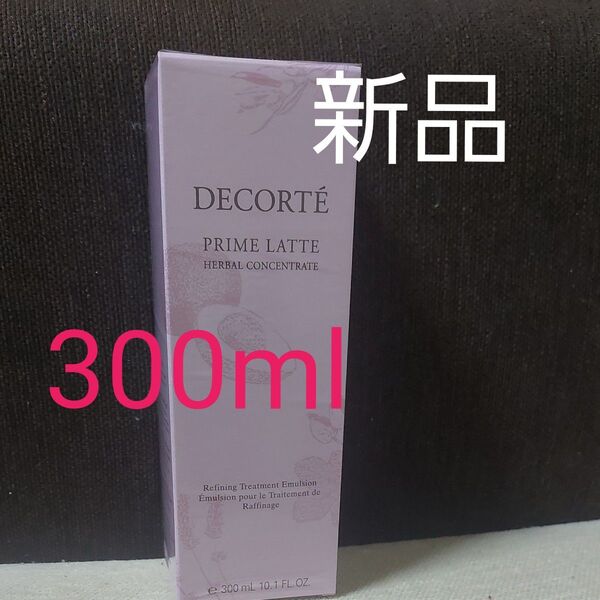 新品
DECORTÉ
PRIME LATTE
HERBAL CONCENTRATE
300ml
Refining Treatment Emulsion
Émulsion pour le Traitement de
Raffinage
℮ 300 mL 10.1 FL.OZ.